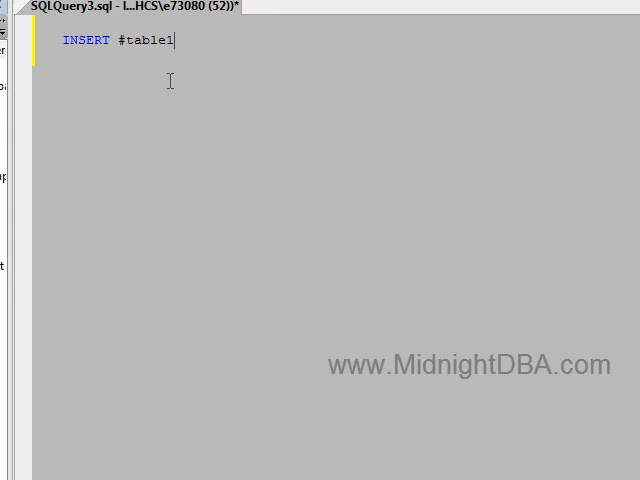 SQLQuery3.sql - l...HCS\e73080 (52))*
INSERT #table1
www.MidnightDBA.com